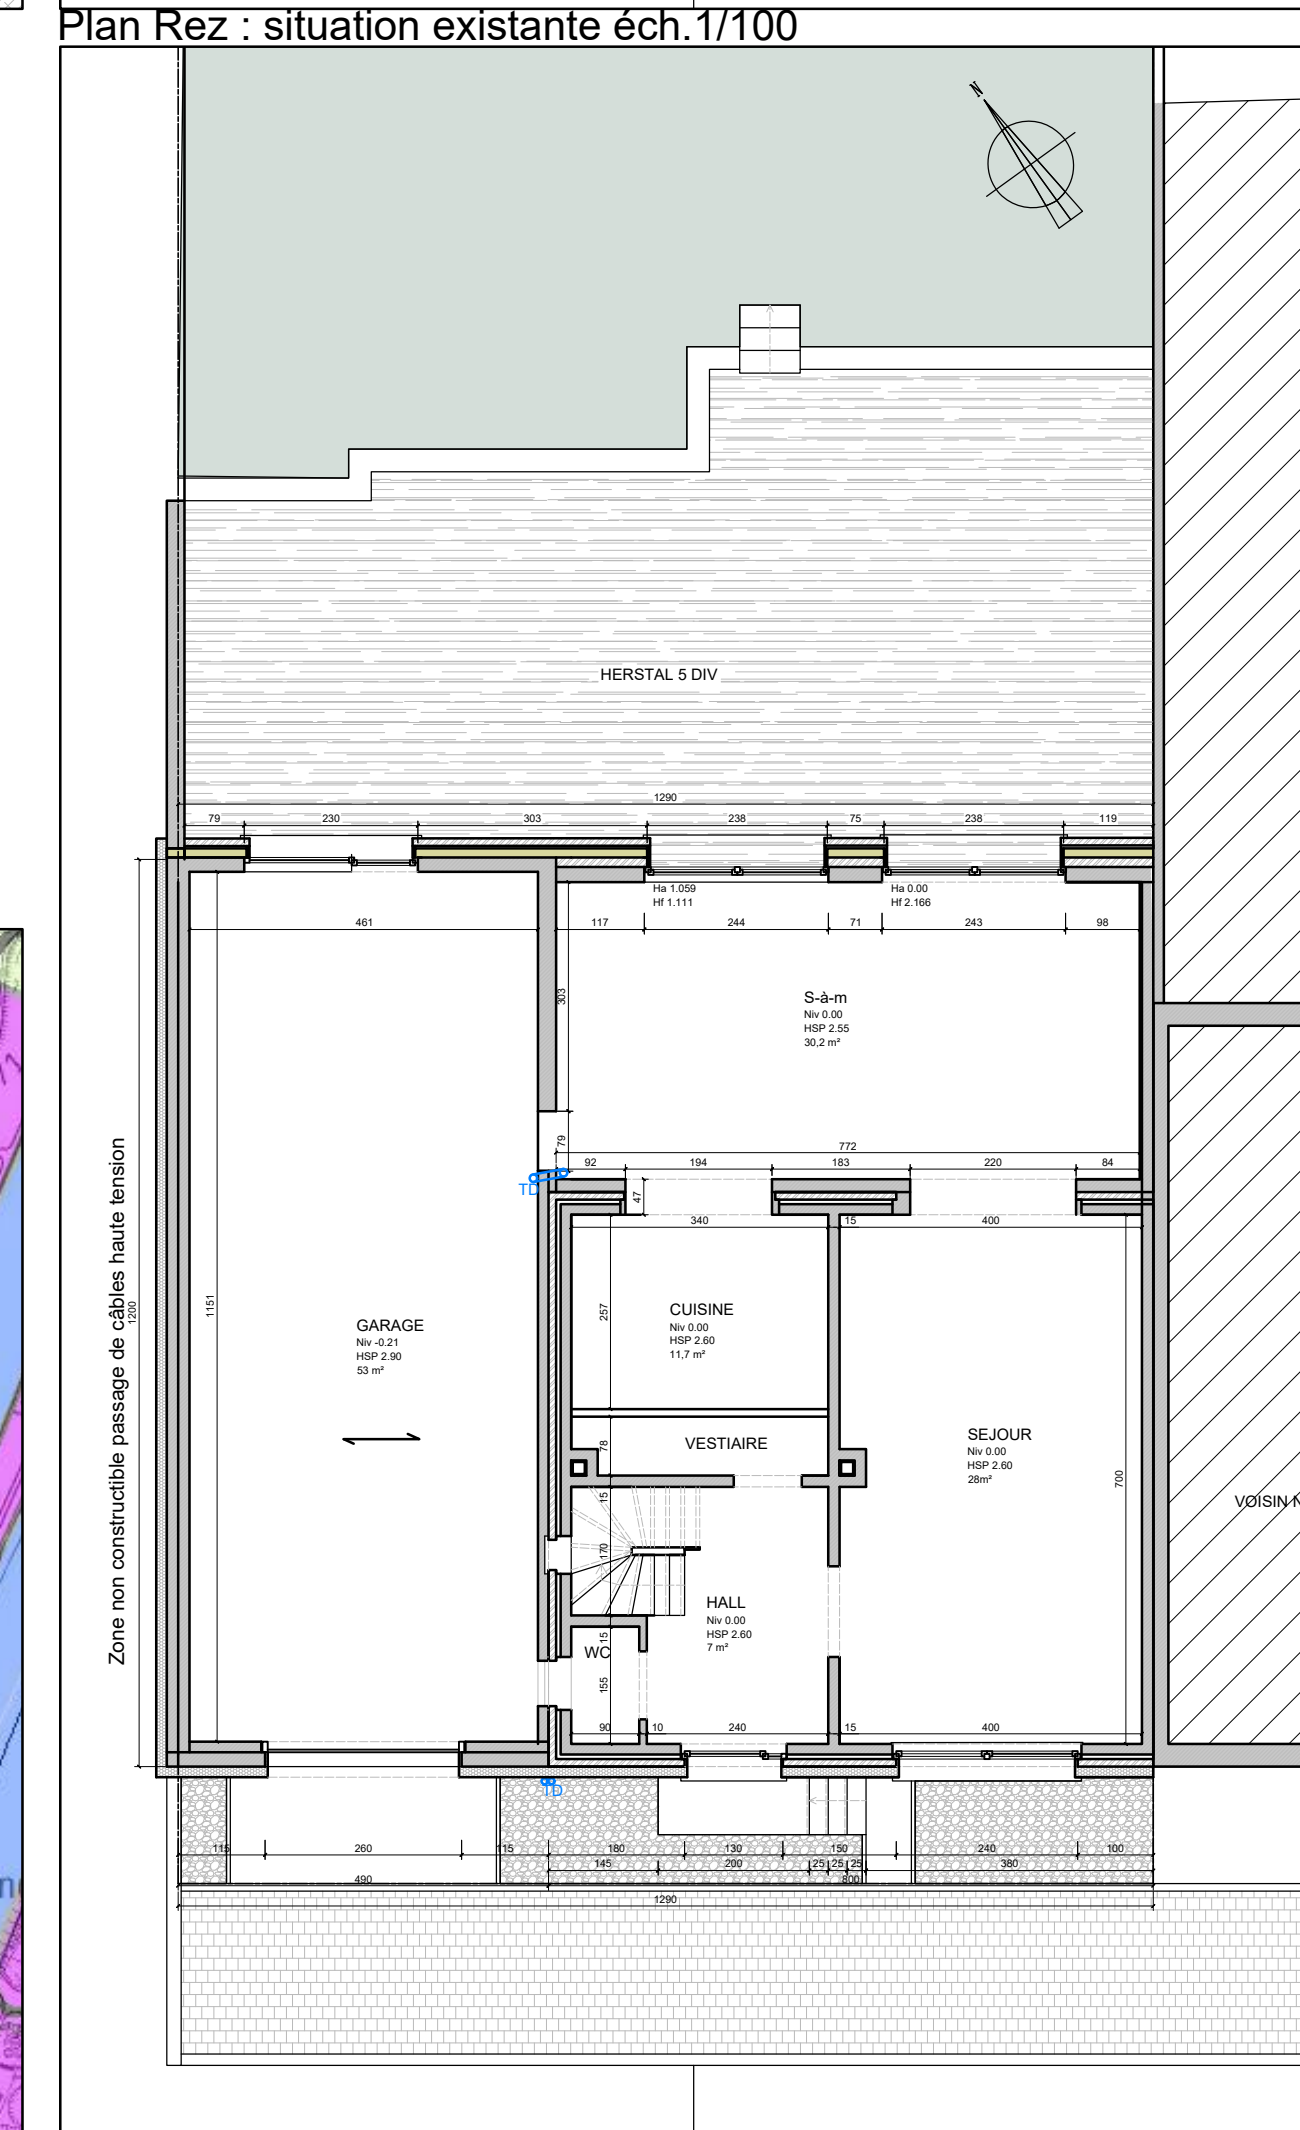 Plan Rez : situation existante éch.1/100
N
HERSTAL 5 DIV
1290
79
230
303
238
75
238
119
Ha 1.059
Hf 1.111
Ha 0.00
Hf 2.166
461
117
244
71
243
98
303
S-à-m
Niv 0.00
HSP 2.55
30,2 m²
79
772
92
194
183
220
84
TD
47
340
15
400
Zone non constructible passage de câbles haute tension
1200
1151
257
CUISINE
Niv 0.00
HSP 2.60
11,7 m²
GARAGE
Niv -0.21
HSP 2.90
53 m²
78
VESTIAIRE
SEJOUR
Niv 0.00
HSP 2.60
28m²
700
15
VOISIN N
170
HALL
Niv 0.00
HSP 2.60
7 m²
15
WC
155
90
10
240
15
400
TD
115
260
115
180
130
150
240
100
145
200
25
25
25
380
490
800
1290